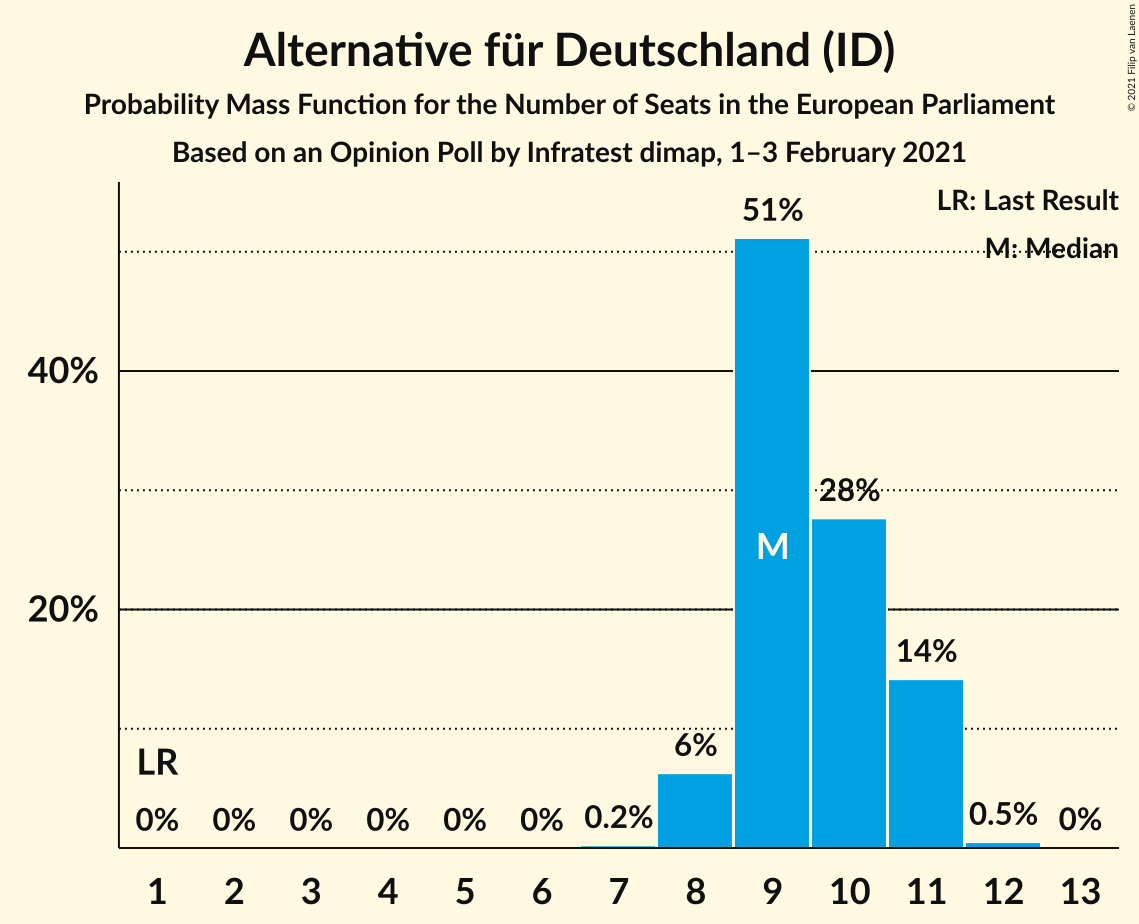 Alternative für Deutschland (ID)
Probability Mass Function for the Number of Seats in the European Parliament
Based on an Opinion Poll by Infratest dimap, 1–3 February 2021
© 2021 Filip van Laenen
LR: Last Result
M: Median
51%
40%
28%
M
20%
14%
6%
LR
0% 0% 0% 0% 0% 0% 0.2% 0.5% 0%
1 2 3 4 5 6 7 8 9 10 11 12 13